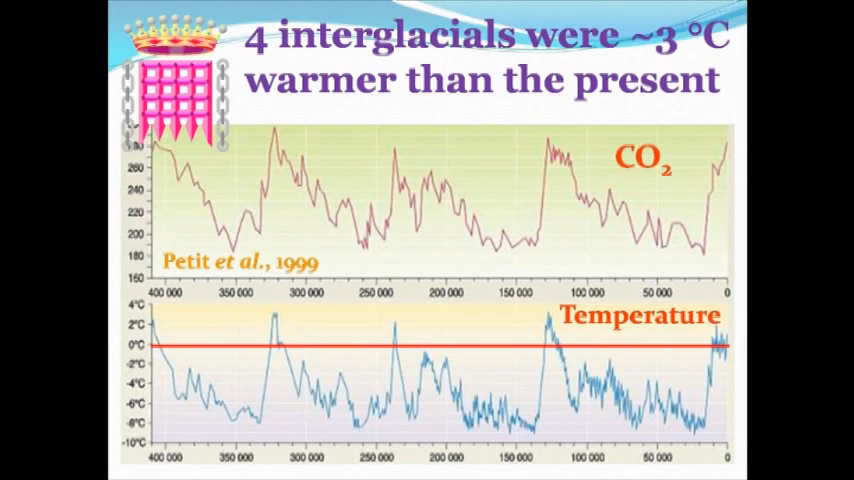 4 interglacials were ~3 °C
warmer than the present
CO₂
260
240
220
200
180
160
Petit et al., 1999
400 000 350 000 300 000 250 000 200 000 150 000 100 000 50 000 0
4°C
Temperature
2°C
0°C
-2°C
-4°C
-6°C
-8°C
-10°C
400 000 350 000 300 000 250 000 200 000 150 000 100 000 50 000 0